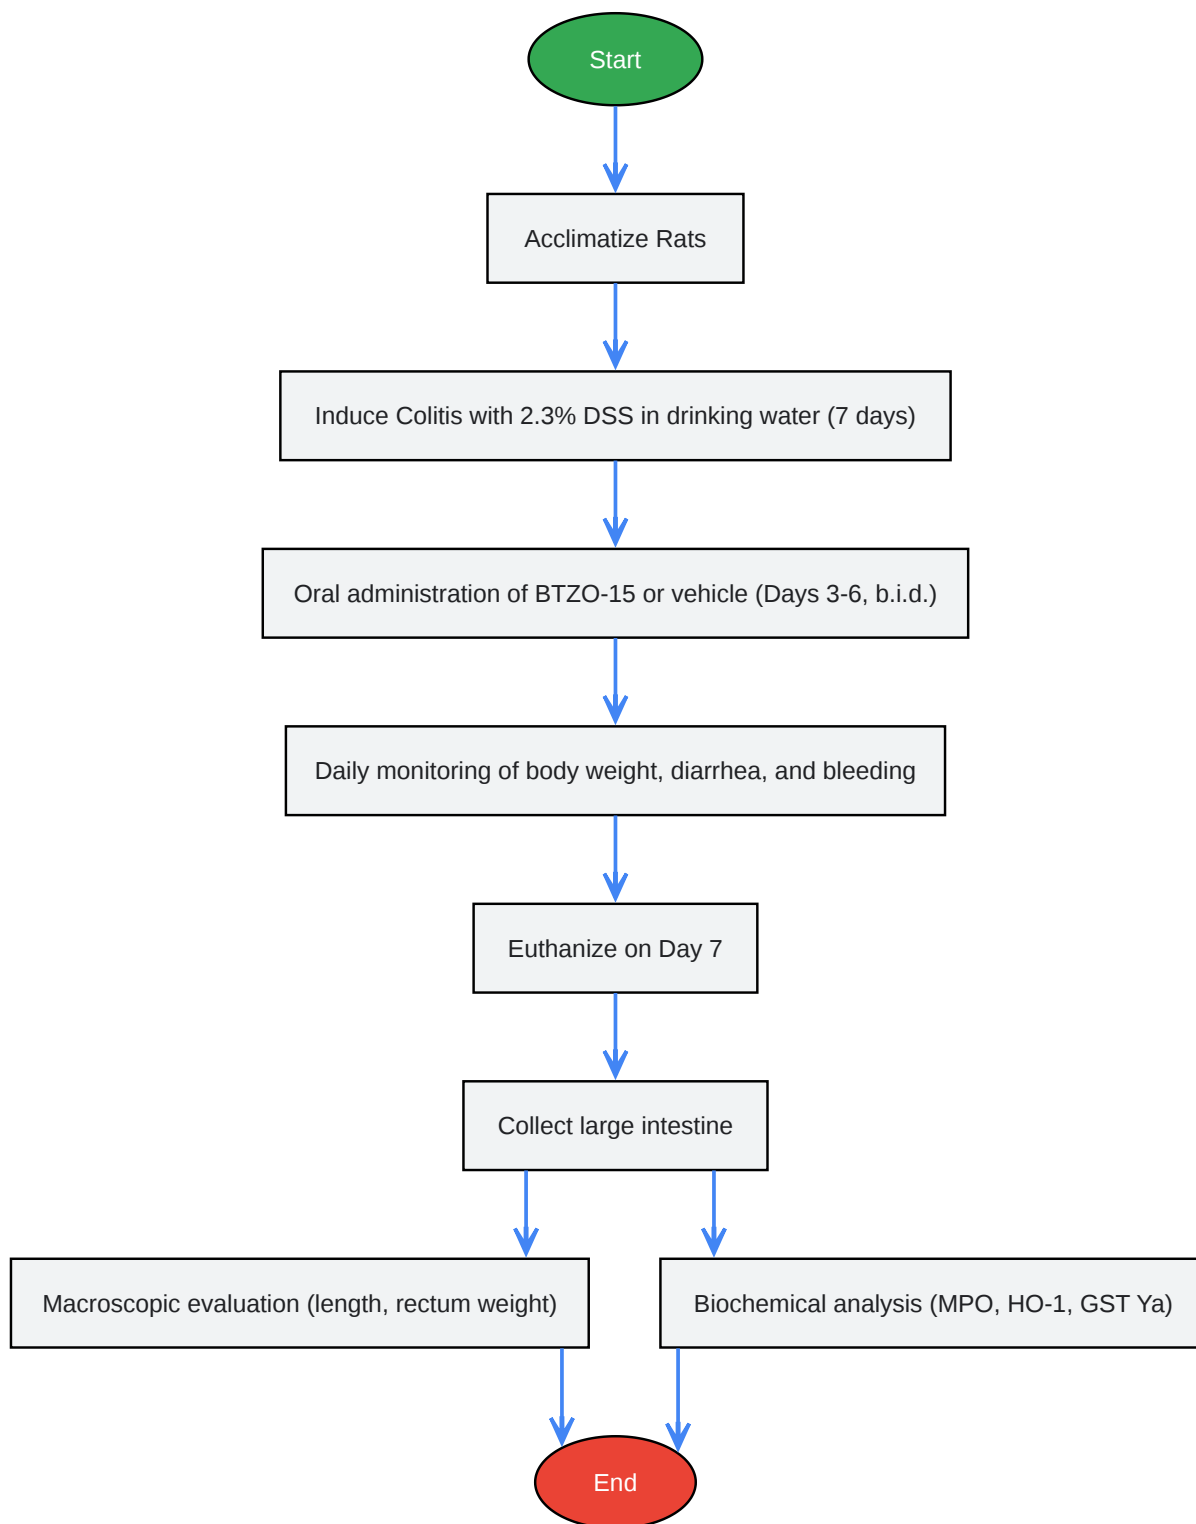 Start
Acclimatize Rats
Induce Colitis with 2.3% DSS in drinking water (7 days)
Oral administration of BTZO-15 or vehicle (Days 3-6, b.i.d.)
Daily monitoring of body weight, diarrhea, and bleeding
Euthanize on Day 7
Collect large intestine
Macroscopic evaluation (length, rectum weight)
Biochemical analysis (MPO, HO-1, GST Ya)
End